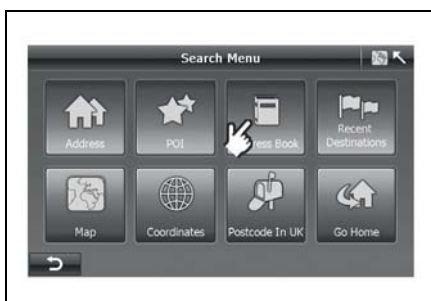 Search Menu
Address
POI
ress Book
Recent
Destinations
Map
Coordinates
Postcode In UK
Go Home